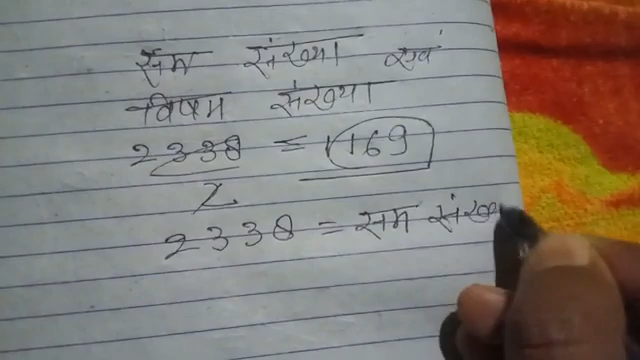 सम संख्या एवं
विषम संख्या
2338 = 1169
2
2338 = सम संख्या